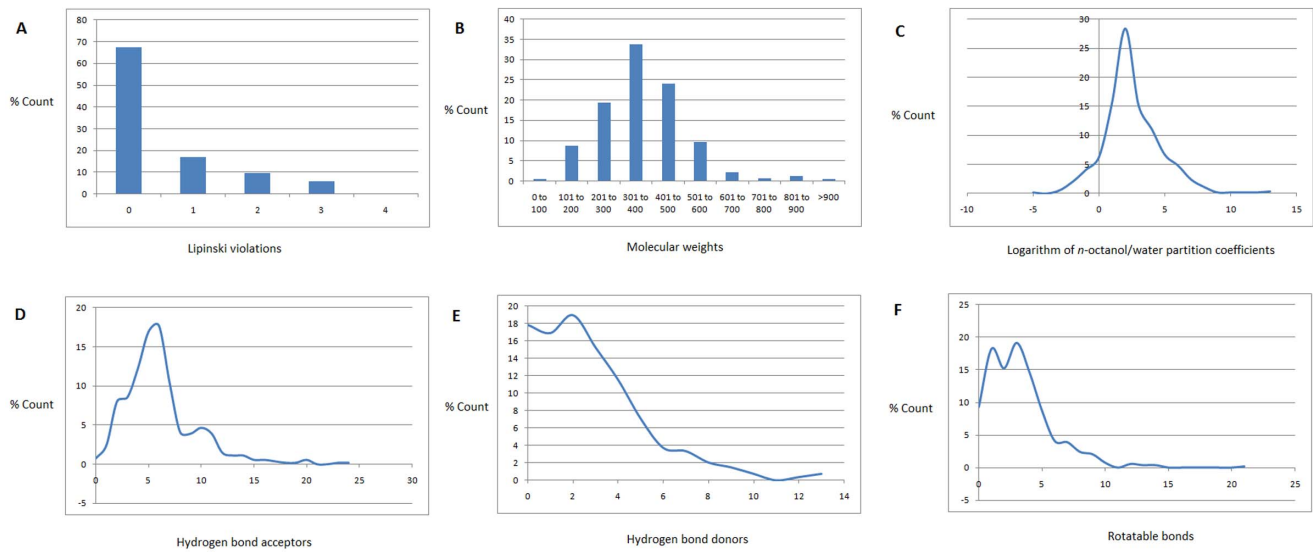 A
% Count
80
70
60
50
40
30
20
10
0
0 1 2 3 4
Lipinski violations
B
% Count
40
35
30
25
20
15
10
5
0
0 to 101 to 201 to 301 to 401 to 501 to 601 to 701 to 801 to >900
100 200 300 400 500 600 700 800 900
Molecular weights
C
% Count
30
25
20
15
10
5
0
-10 -5 0 5 10 15
Logarithm of n-octanol/water partition coefficients
D
% Count
20
15
10
5
0
-5
0 5 10 15 20 25 30
Hydrogen bond acceptors
E
% Count
20
18
16
14
12
10
8
6
4
2
0
0 2 4 6 8 10 12 14
Hydrogen bond donors
F
% Count
25
20
15
10
5
0
-5
0 5 10 15 20 25
Rotatable bonds